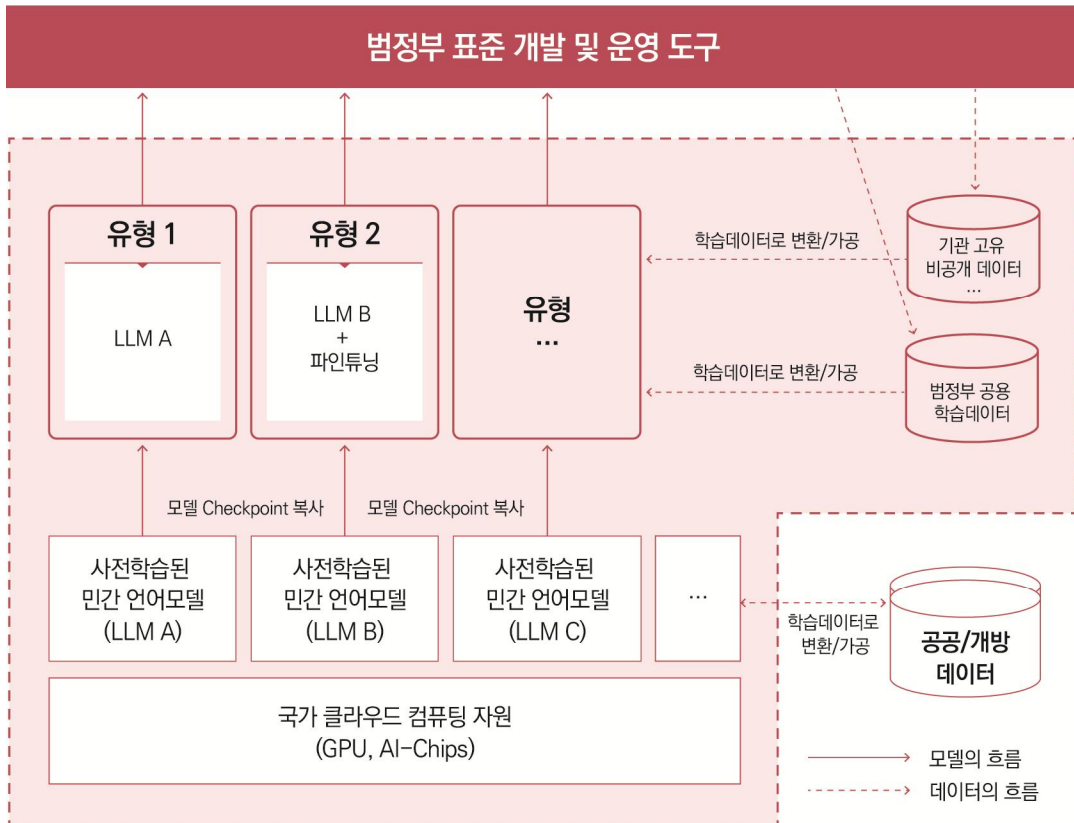 범정부 표준 개발 및 운영 도구
유형 1
LLM A
유형 2
LLM B
+
파인튜닝
유형
...
학습데이터로 변환/가공
기관 고유
비공개 데이터
...
학습데이터로 변환/가공
범정부 공용
학습데이터
모델 Checkpoint 복사
모델 Checkpoint 복사
사전학습된
민간 언어모델
(LLM A)
사전학습된
민간 언어모델
(LLM B)
사전학습된
민간 언어모델
(LLM C)
...
학습데이터로
변환/가공
공공/개방
데이터
국가 클라우드 컴퓨팅 자원
(GPU, AI-Chips)
모델의 흐름
데이터의 흐름